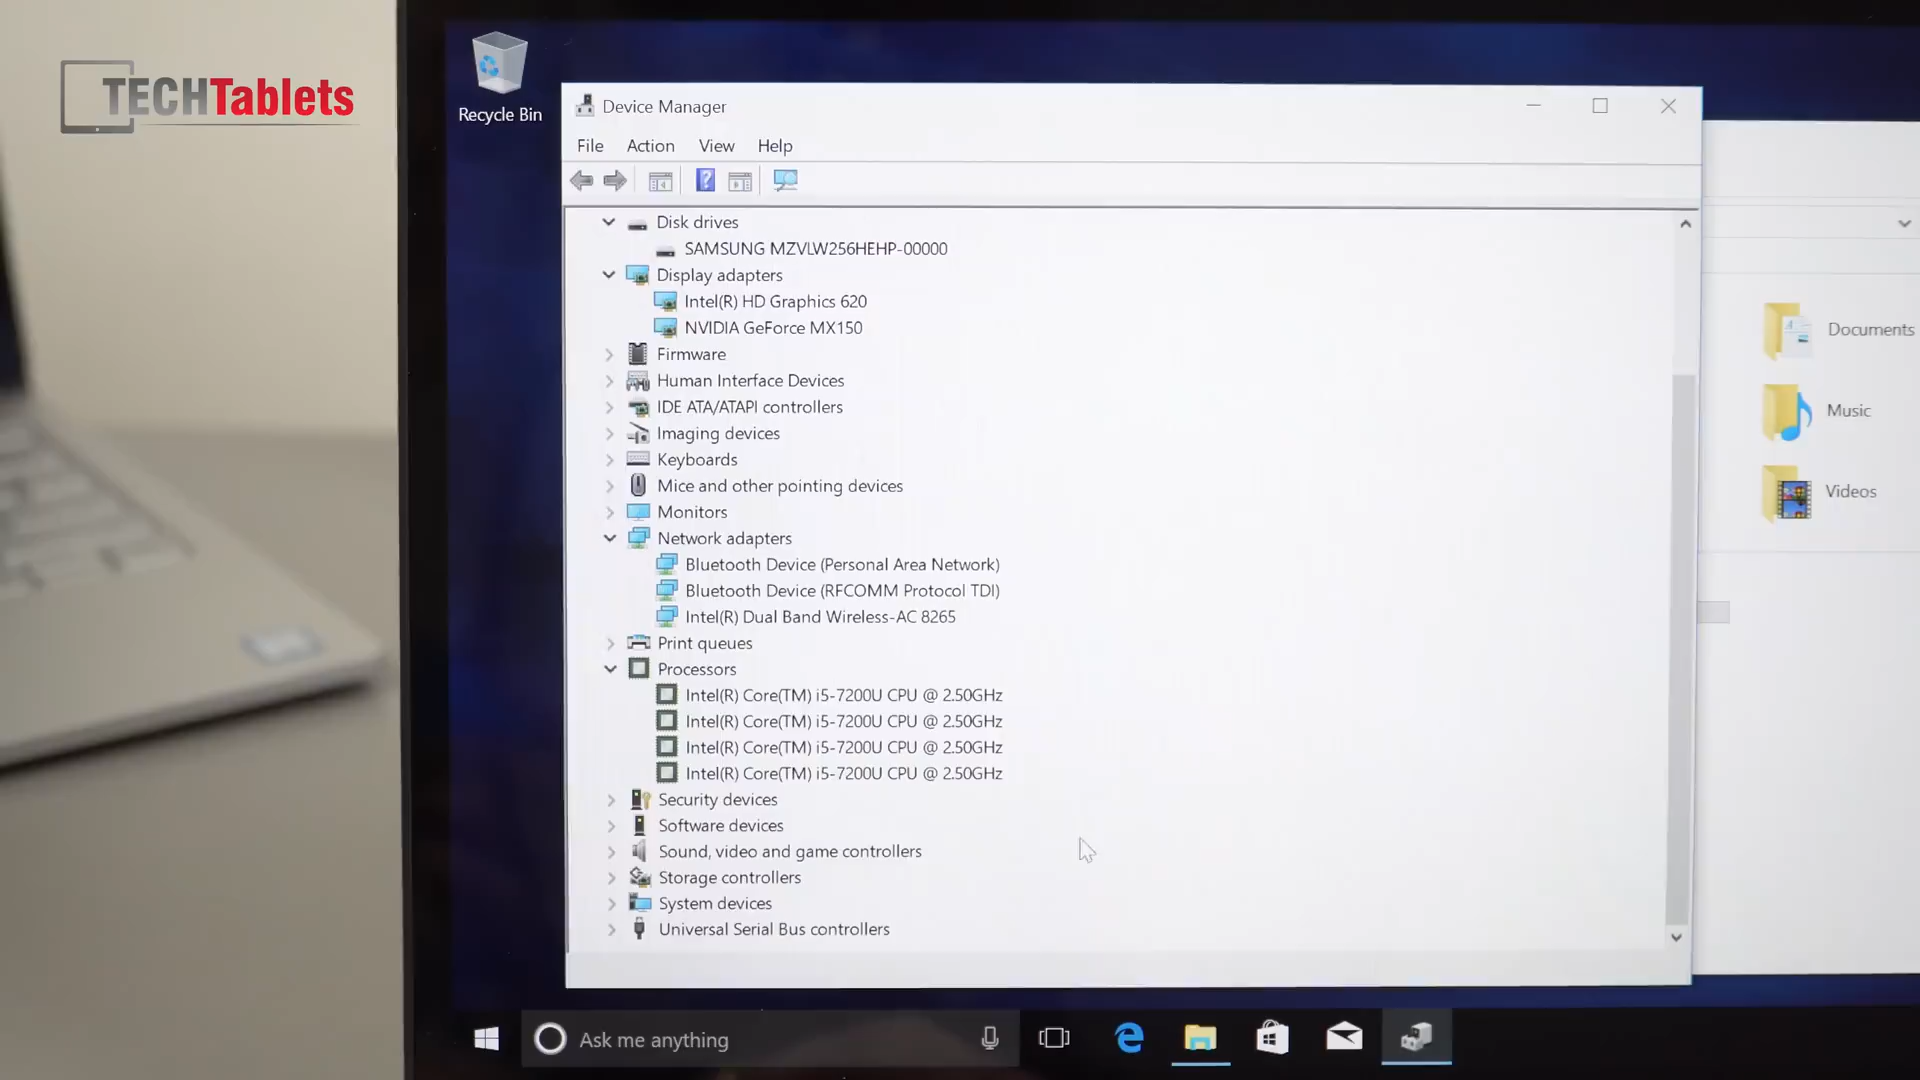 TECHTablets
Recycle Bin
Device Manager
File Action View Help
Disk drives
SAMSUNG MZVLW256HEHP-00000
Display adapters
Intel(R) HD Graphics 620
NVIDIA GeForce MX150
Firmware
Human Interface Devices
IDE ATA/ATAPI controllers
Imaging devices
Keyboards
Mice and other pointing devices
Monitors
Network adapters
Bluetooth Device (Personal Area Network)
Bluetooth Device (RFCOMM Protocol TDI)
Intel(R) Dual Band Wireless-AC 8265
Print queues
Processors
Intel(R) Core(TM) i5-7200U CPU @ 2.50GHz
Intel(R) Core(TM) i5-7200U CPU @ 2.50GHz
Intel(R) Core(TM) i5-7200U CPU @ 2.50GHz
Intel(R) Core(TM) i5-7200U CPU @ 2.50GHz
Security devices
Software devices
Sound, video and game controllers
Storage controllers
System devices
Universal Serial Bus controllers
Documents
Music
Videos
Ask me anything